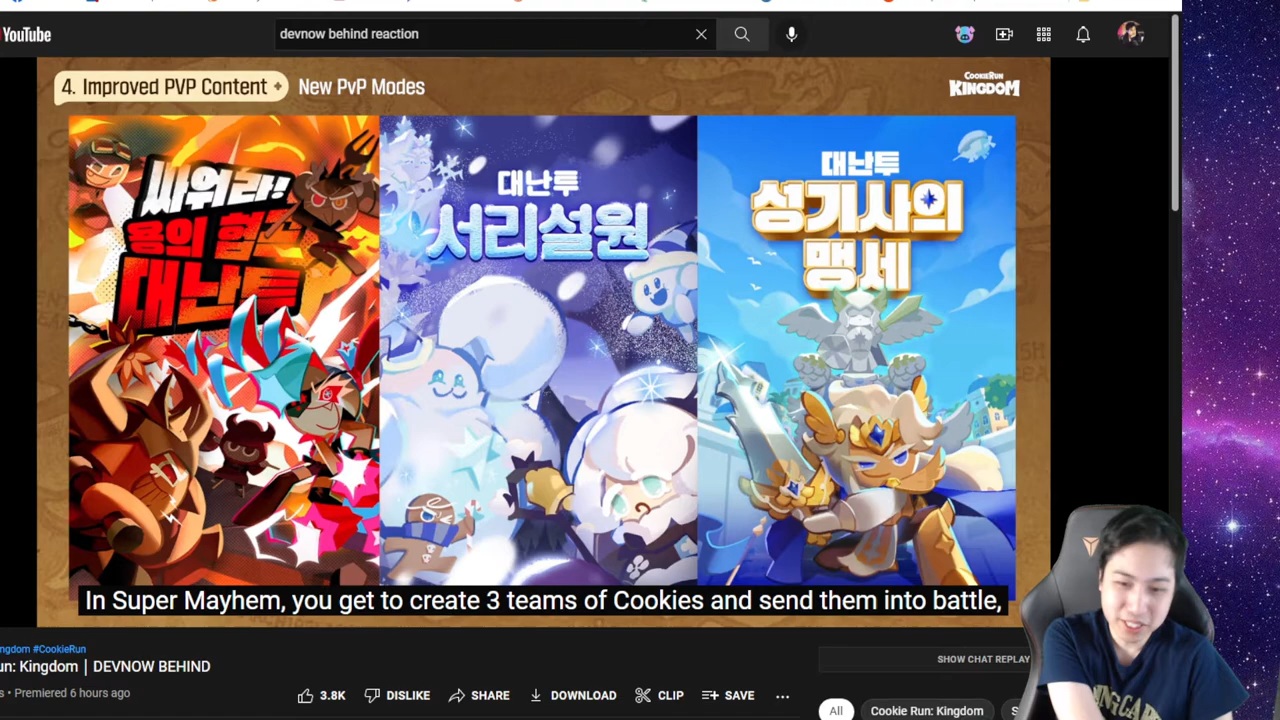 YouTube
devnow behind reaction
4. Improved PVP Content
New PvP Modes
COOKIERUN
KINGDOM
싸워라!
용의 협곡
대난투
대난투
서리설원
대난투
성기사의
맹세
In Super Mayhem, you get to create 3 teams of Cookies and send them into battle,
ngdom #CookieRun
un: Kingdom | DEVNOW BEHIND
s • Premiered 6 hours ago
3.8K
DISLIKE
SHARE
DOWNLOAD
CLIP
SAVE
SHOW CHAT REPLAY
All
Cookie Run: Kingdom
S